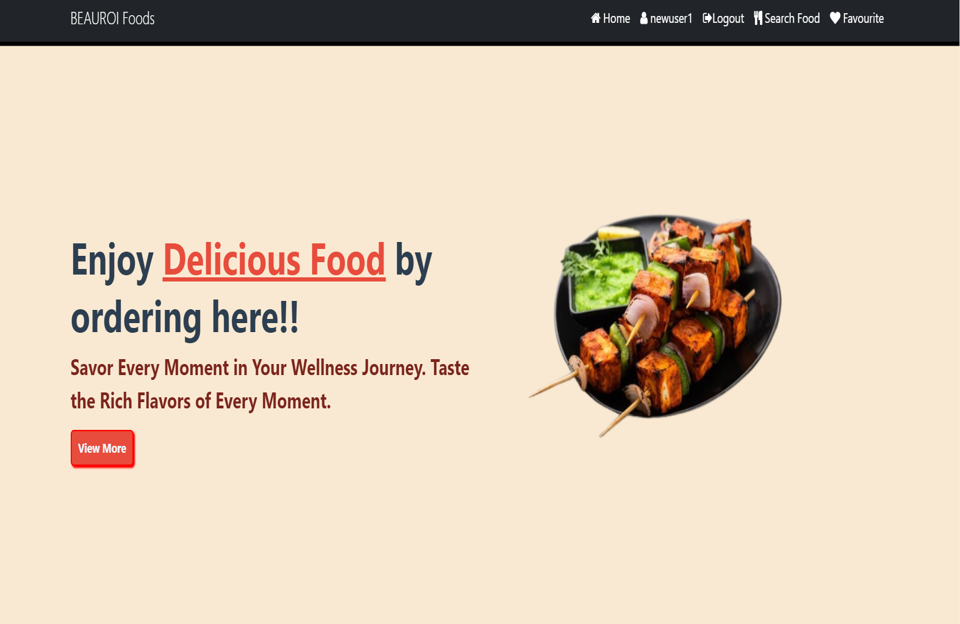 BEAUROI Foods
Home newuser1 Logout Search Food Favourite
Enjoy Delicious Food by
ordering here!!
Savor Every Moment in Your Wellness Journey. Taste
the Rich Flavors of Every Moment.
View More